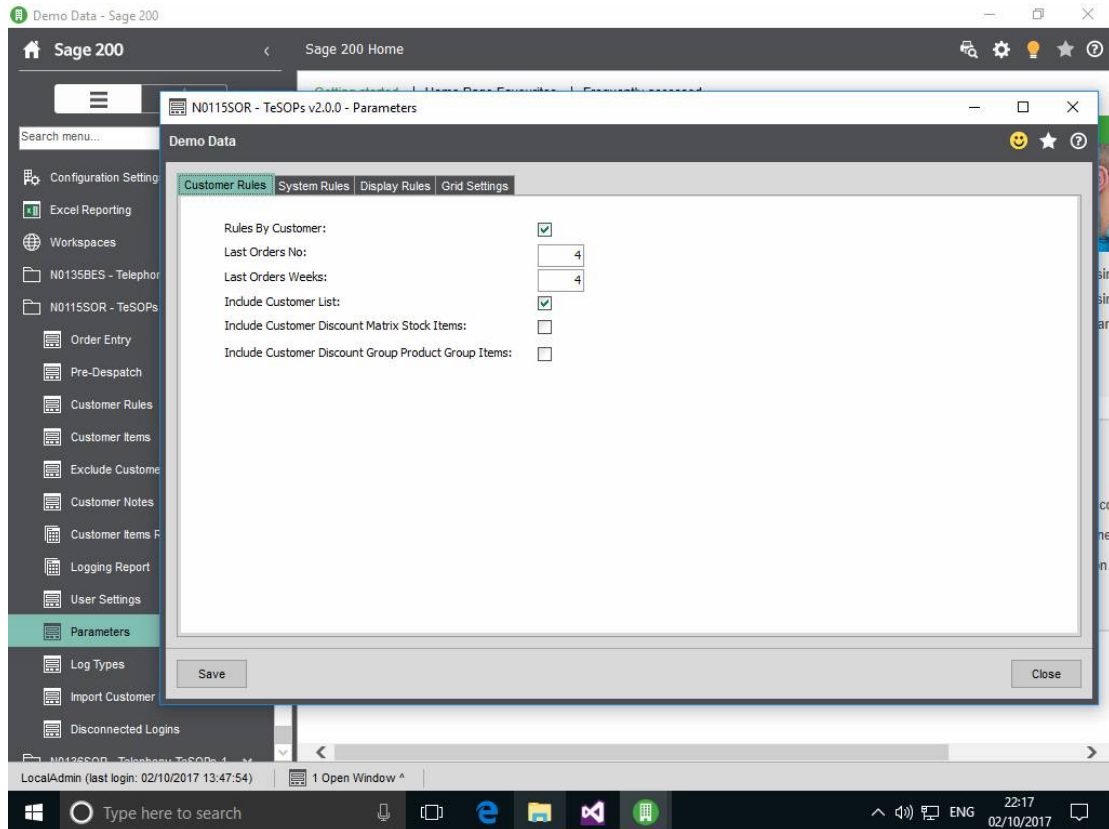 Demo Data - Sage 200
Sage 200
Sage 200 Home
Search menu...
Configuration Setting
Excel Reporting
Workspaces
N0135BES - Telephor
N0115SOR - TeSOPs
Order Entry
Pre-Despatch
Customer Rules
Customer Items
Exclude Custome
Customer Notes
Customer Items R
Logging Report
User Settings
Parameters
Log Types
Import Customer
Disconnected Logins
N0115SOR - TeSOPs v2.0.0 - Parameters
Demo Data
Customer Rules System Rules Display Rules Grid Settings
Rules By Customer:
Last Orders No: 4
Last Orders Weeks: 4
Include Customer List:
Include Customer Discount Matrix Stock Items:
Include Customer Discount Group Product Group Items:
Save Close
LocalAdmin (last login: 02/10/2017 13:47:54) 1 Open Window ^
Type here to search
ENG
22:17
02/10/2017